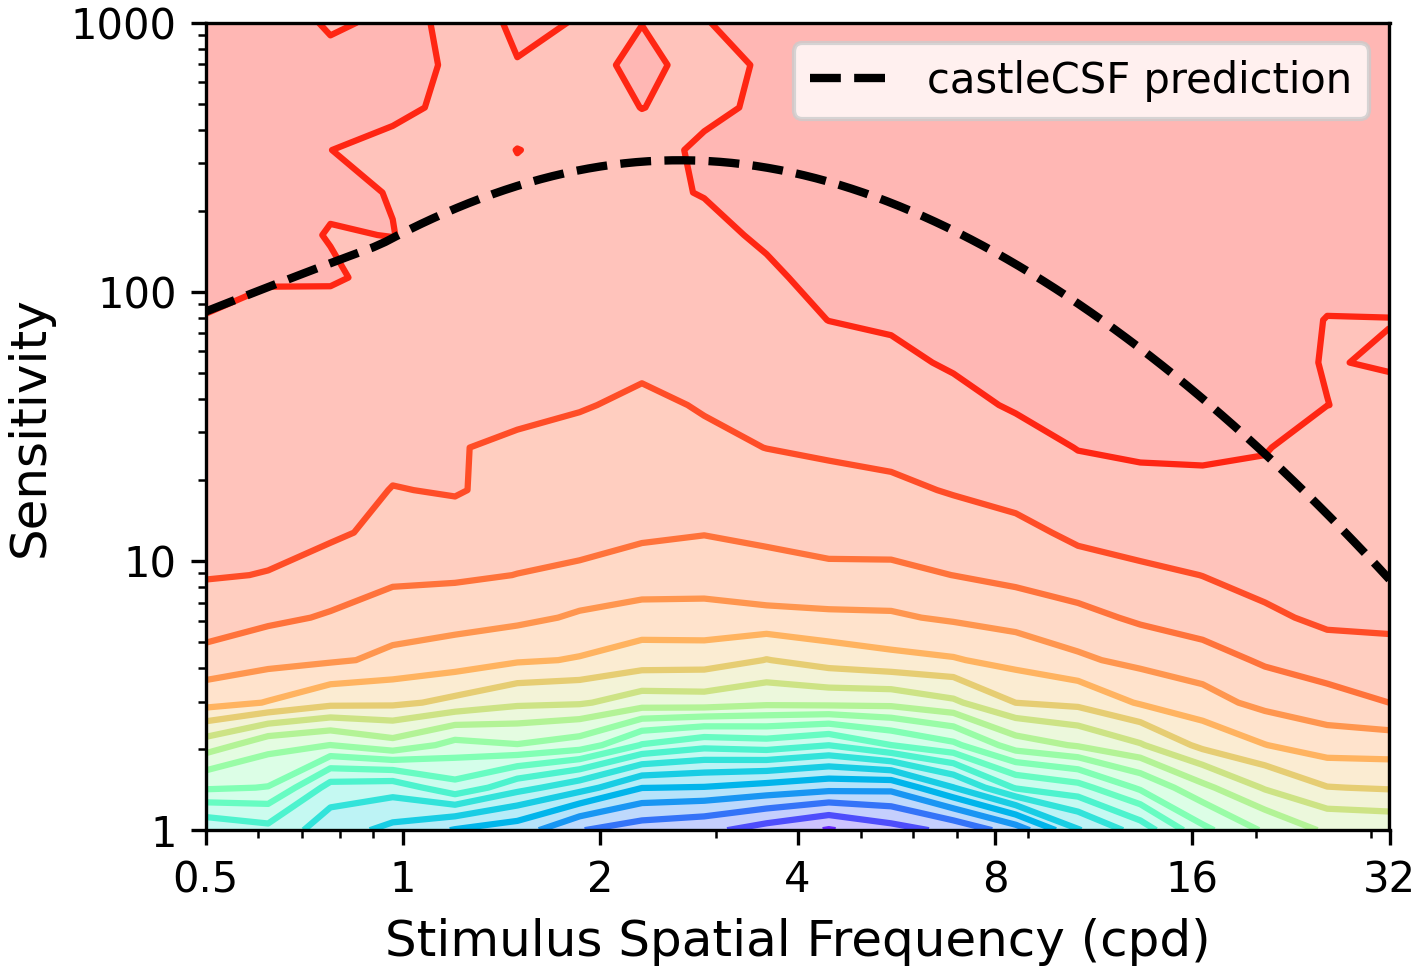 1000
100
10
1
Sensitivity
castleCSF prediction
0.5 1 2 4 8 16 32
Stimulus Spatial Frequency (cpd)